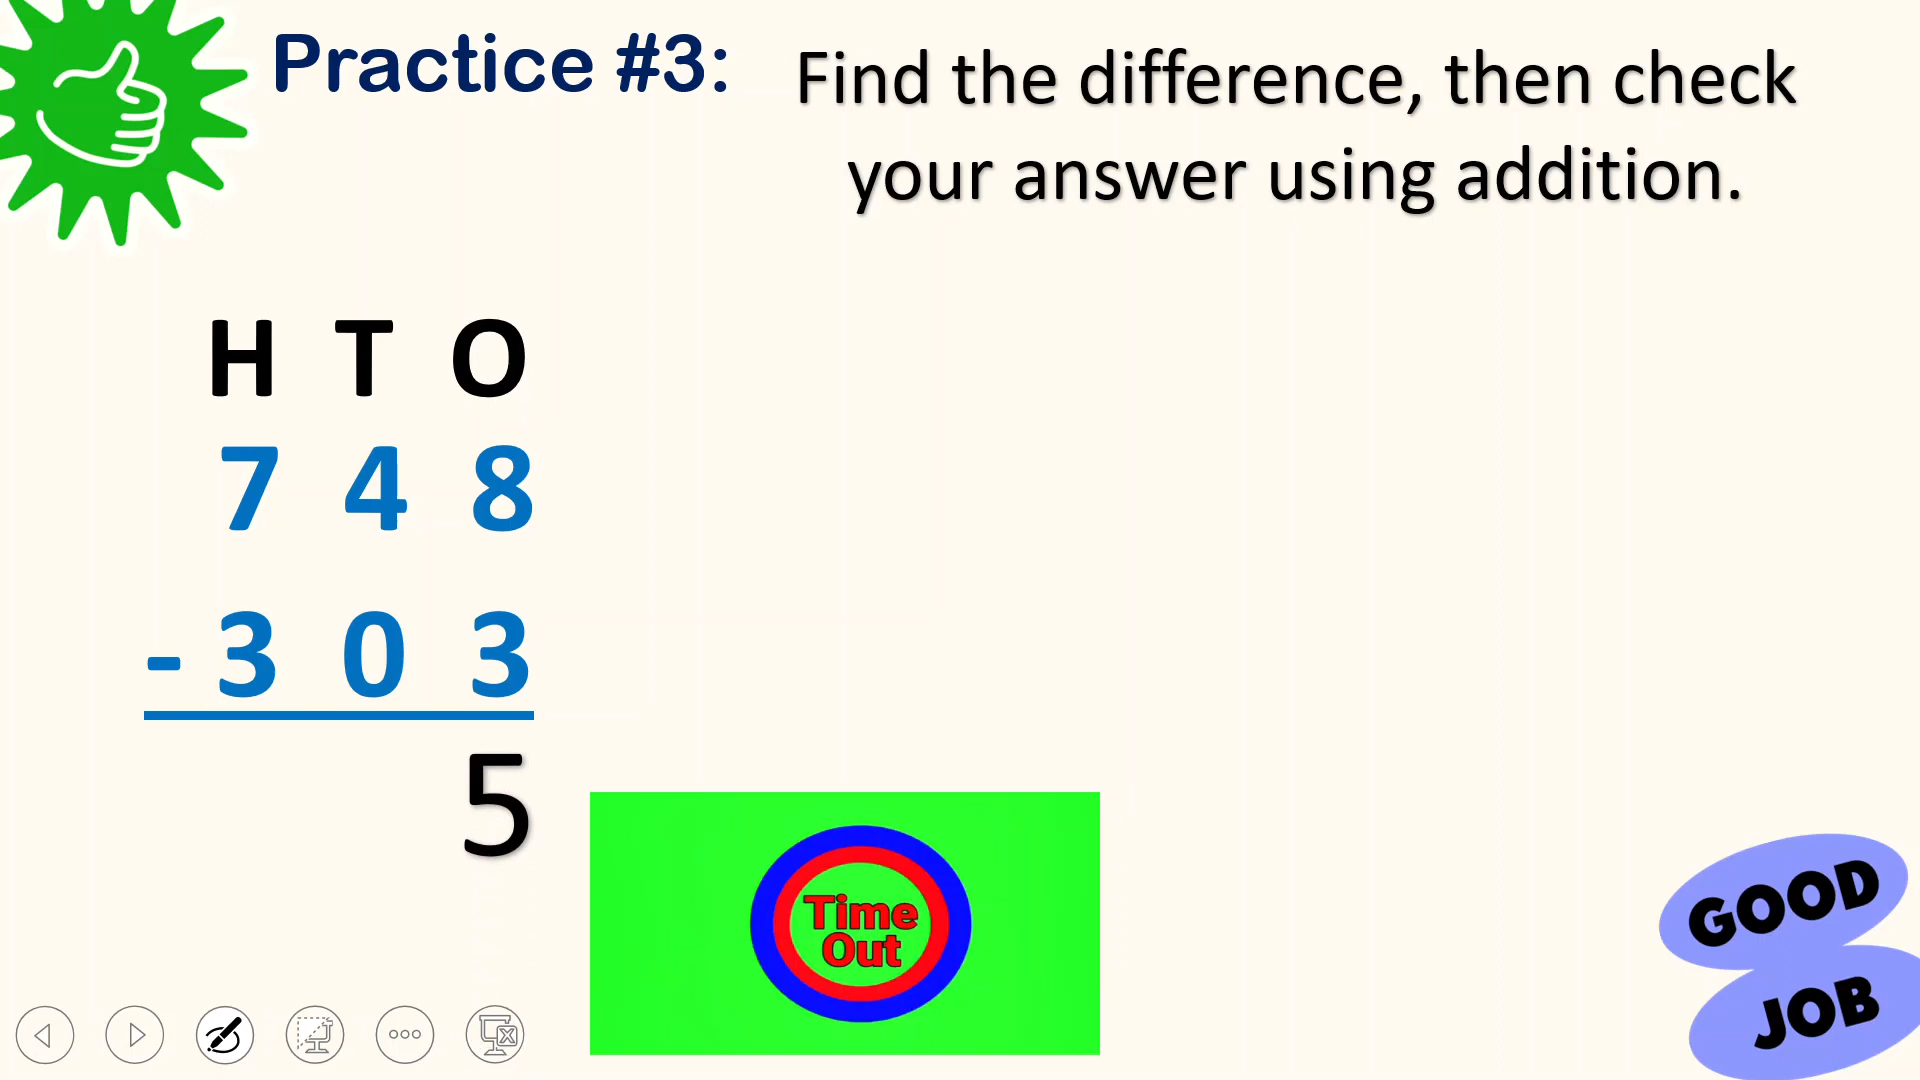 Practice #3:
Find the difference, then check
your answer using addition.
H T O
7 4 8
- 3 0 3
5
Time
Out
GOOD
JOB